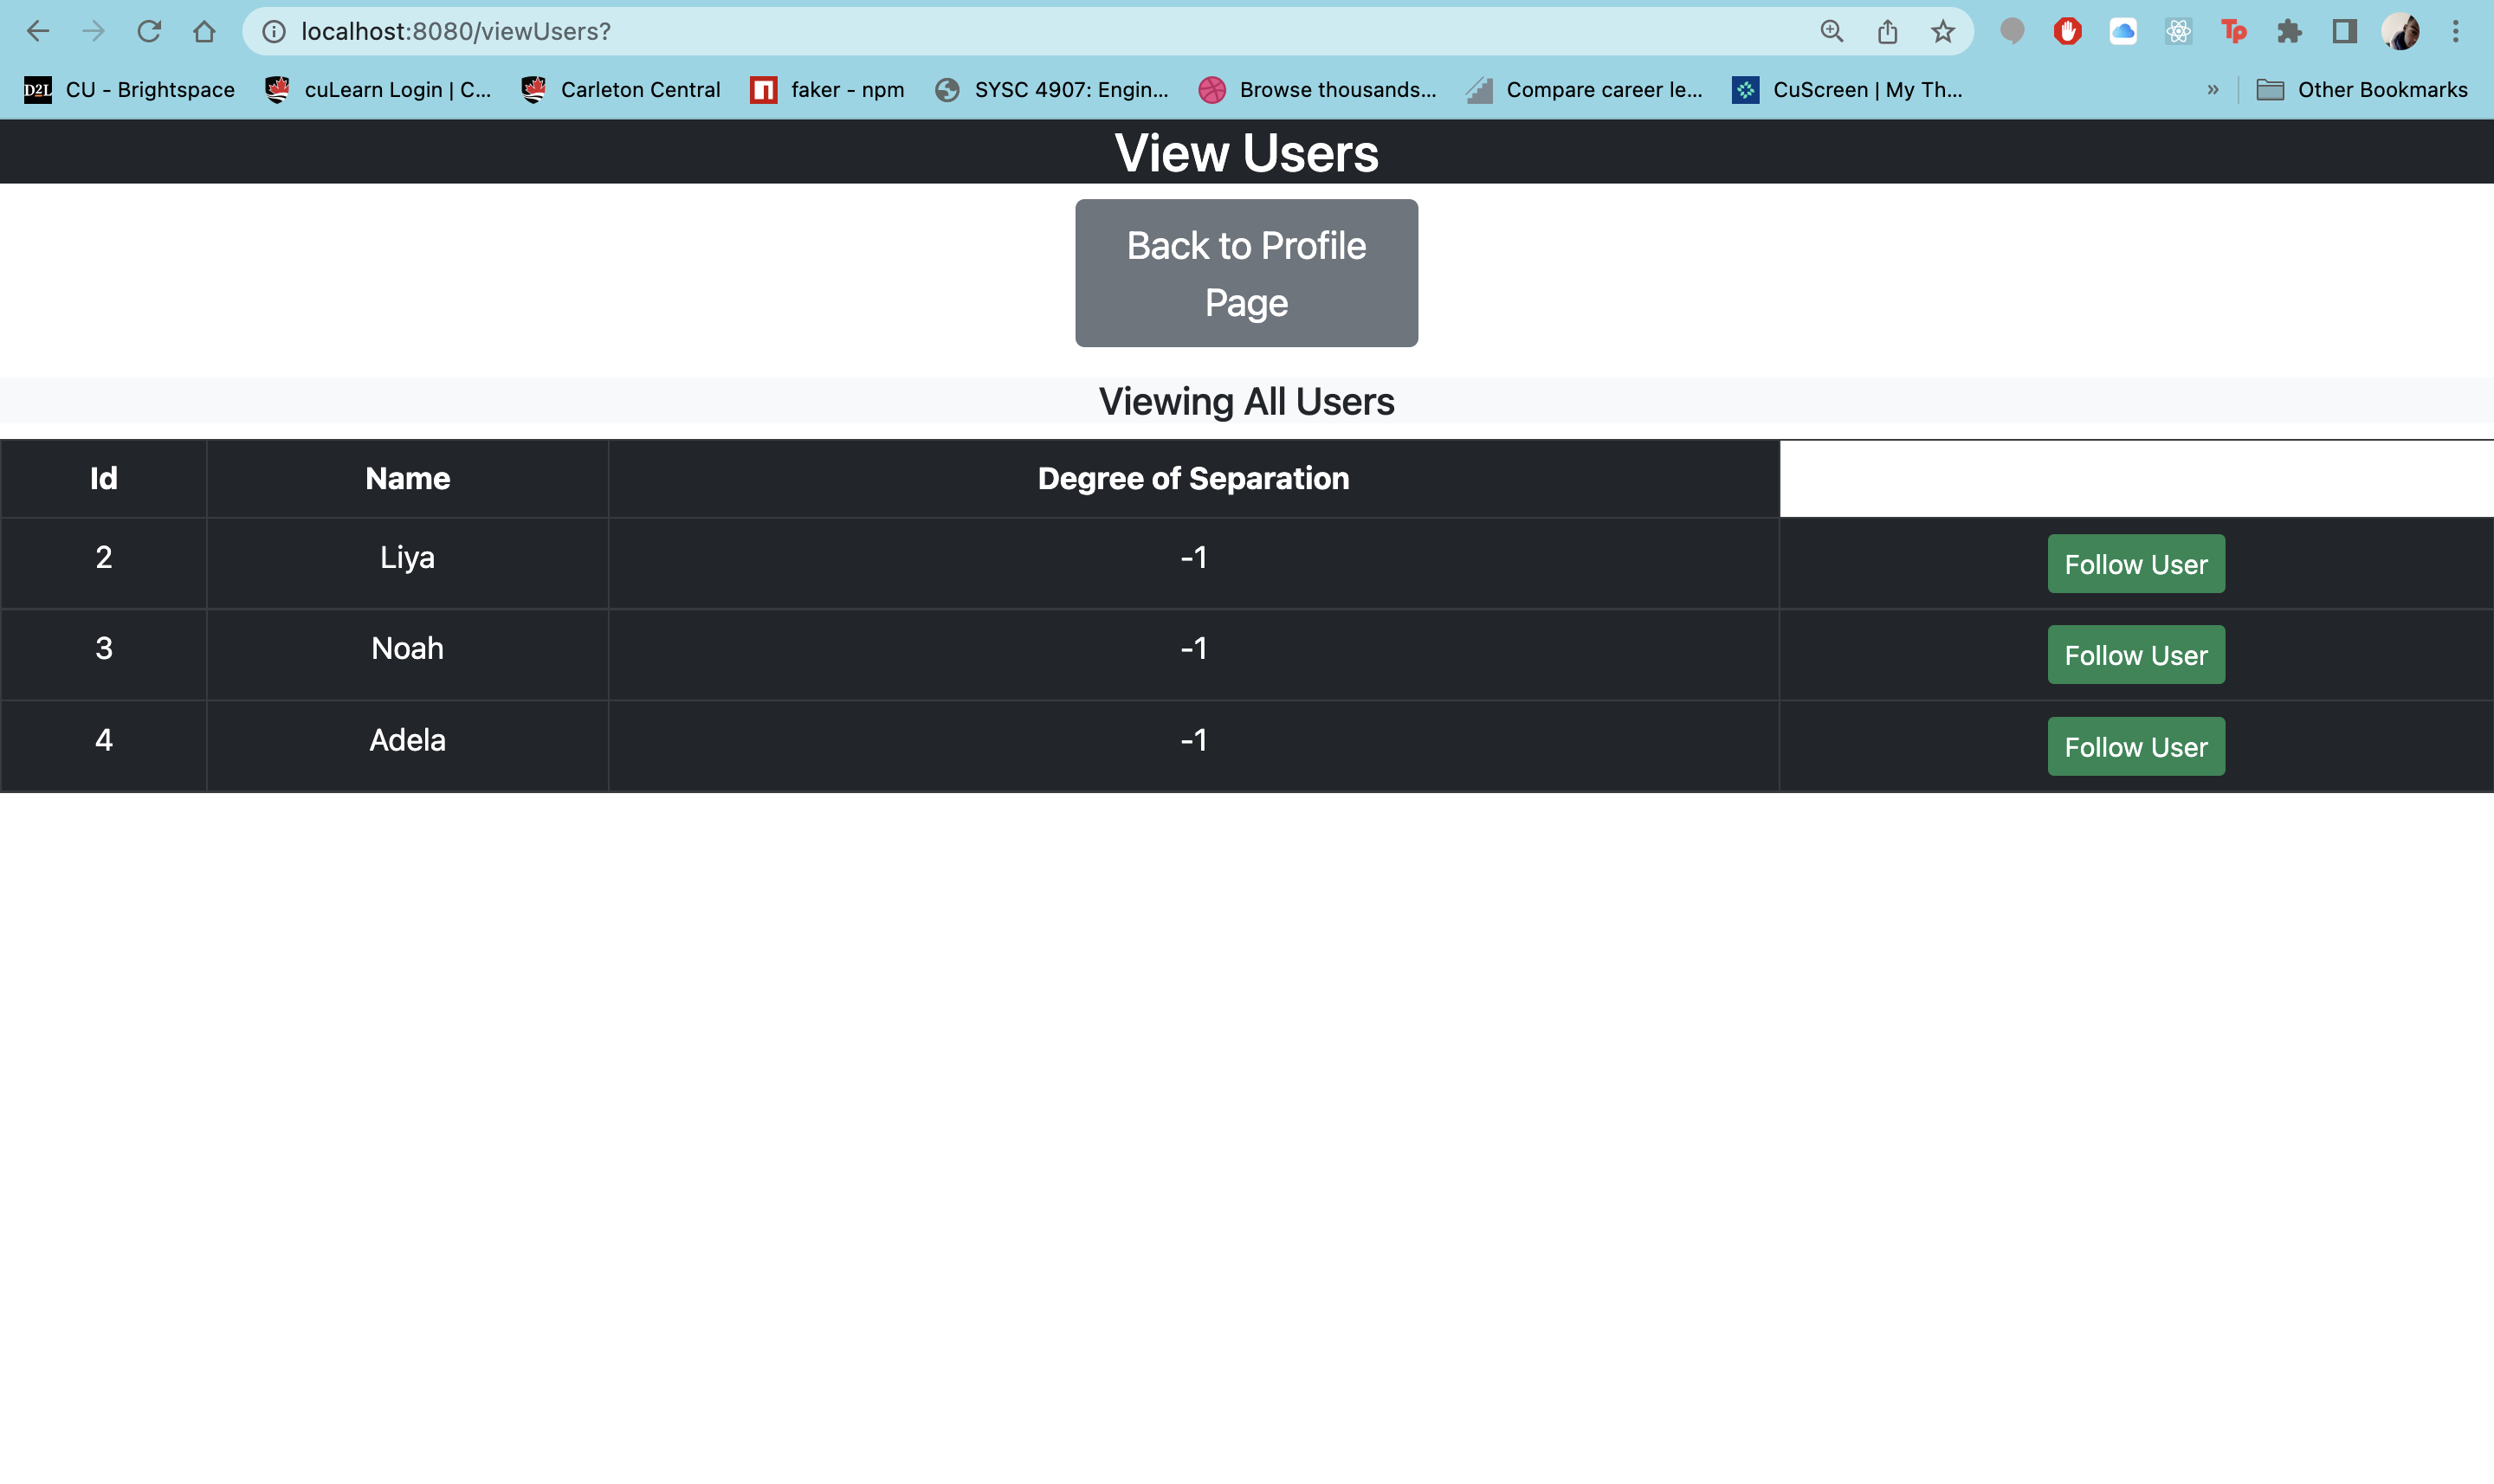 localhost:8080/viewUsers?
Tp
D2L CU - Brightspace cuLearn Login | C... Carleton Central faker - npm SYSC 4907: Engin... Browse thousands... Compare career le... CuScreen | My Th... » Other Bookmarks
View Users
Back to Profile
Page
Viewing All Users
Id Name Degree of Separation
2 Liya -1 Follow User
3 Noah -1 Follow User
4 Adela -1 Follow User